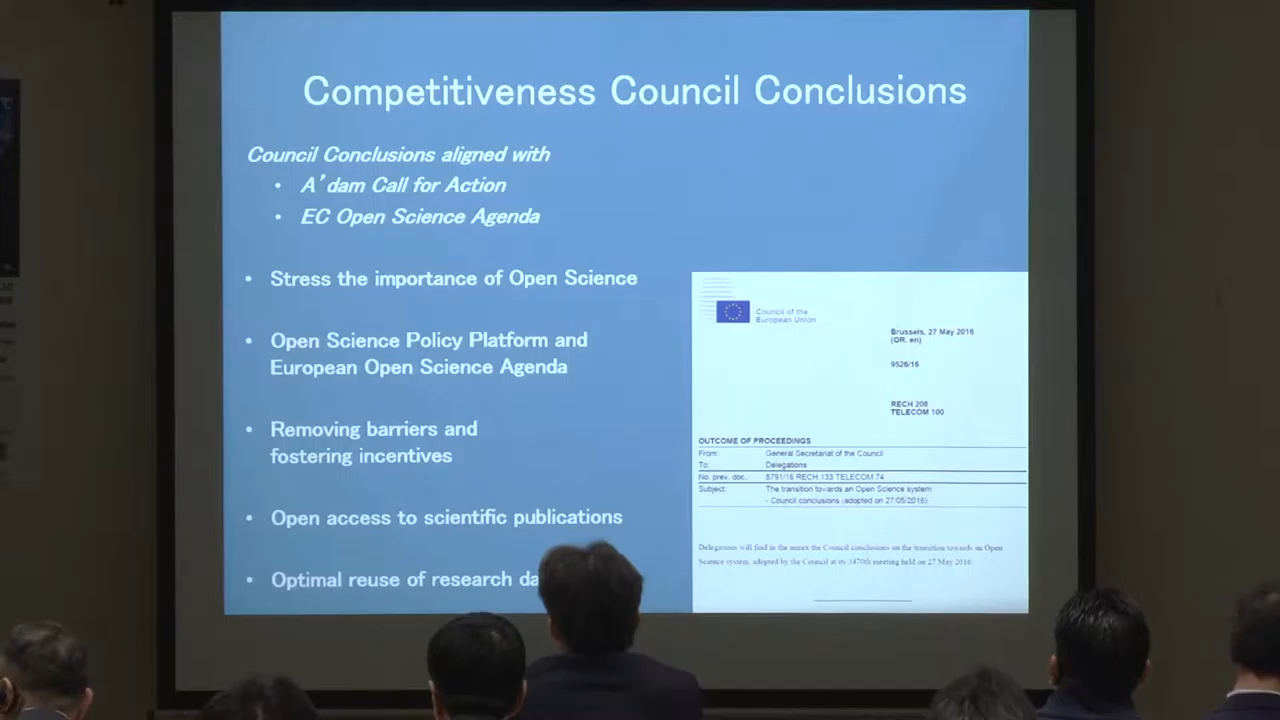 Competitiveness Council Conclusions
Council Conclusions aligned with
• A'dam Call for Action
• EC Open Science Agenda
• Stress the importance of Open Science
• Open Science Policy Platform and
European Open Science Agenda
• Removing barriers and
fostering incentives
• Open access to scientific publications
• Optimal reuse of research
Council of the
European Union
Brussels, 27 May 2016
(OR. en)
9526/16
RECH 208
TELECOM 100
OUTCOME OF PROCEEDINGS
From: General Secretariat of the Council
To: Delegations
No. prev. doc.: 8791/16 RECH 133 TELECOM 74
Subject: The transition towards an Open Science system
- Council conclusions (adopted on 27/05/2016)
Delegations will find in the annex the Council conclusions on the transition towards an Open
Science system, adopted by the Council at its 3470th meeting held on 27 May 2016.